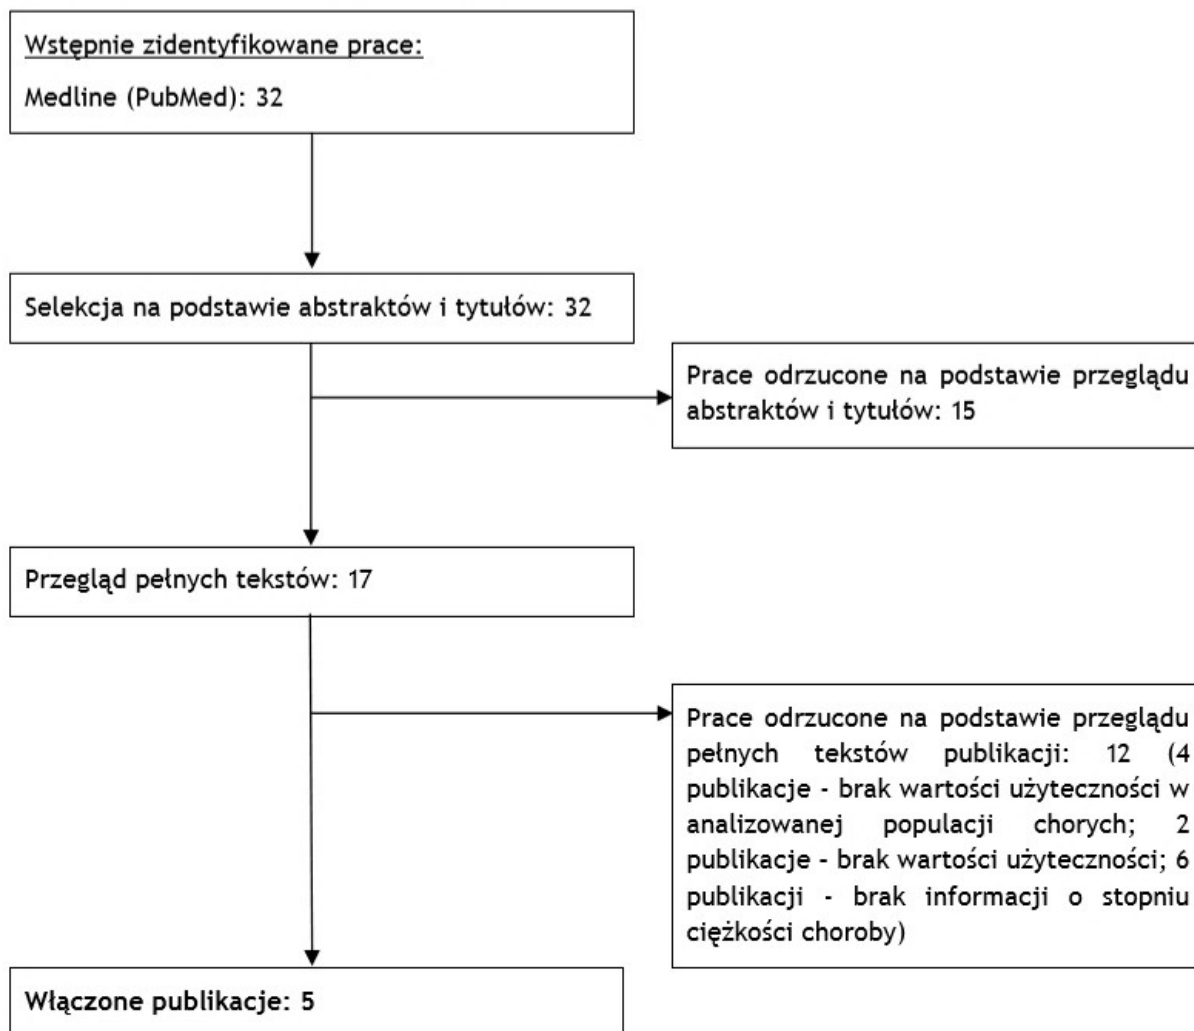 Wstępnie zidentyfikowane prace:
Medline (PubMed): 32
Selekcja na podstawie abstraktów i tytułów: 32
Prace odrzucone na podstawie przeglądu
abstraktów i tytułów: 15
Przegląd pełnych tekstów: 17
Prace odrzucone na podstawie przeglądu
pełnych tekstów publikacji: 12 (4
publikacje - brak wartości użyteczności w
analizowanej populacji chorych; 2
publikacje - brak wartości użyteczności; 6
publikacji - brak informacji o stopniu
ciężkości choroby)
Włączone publikacje: 5